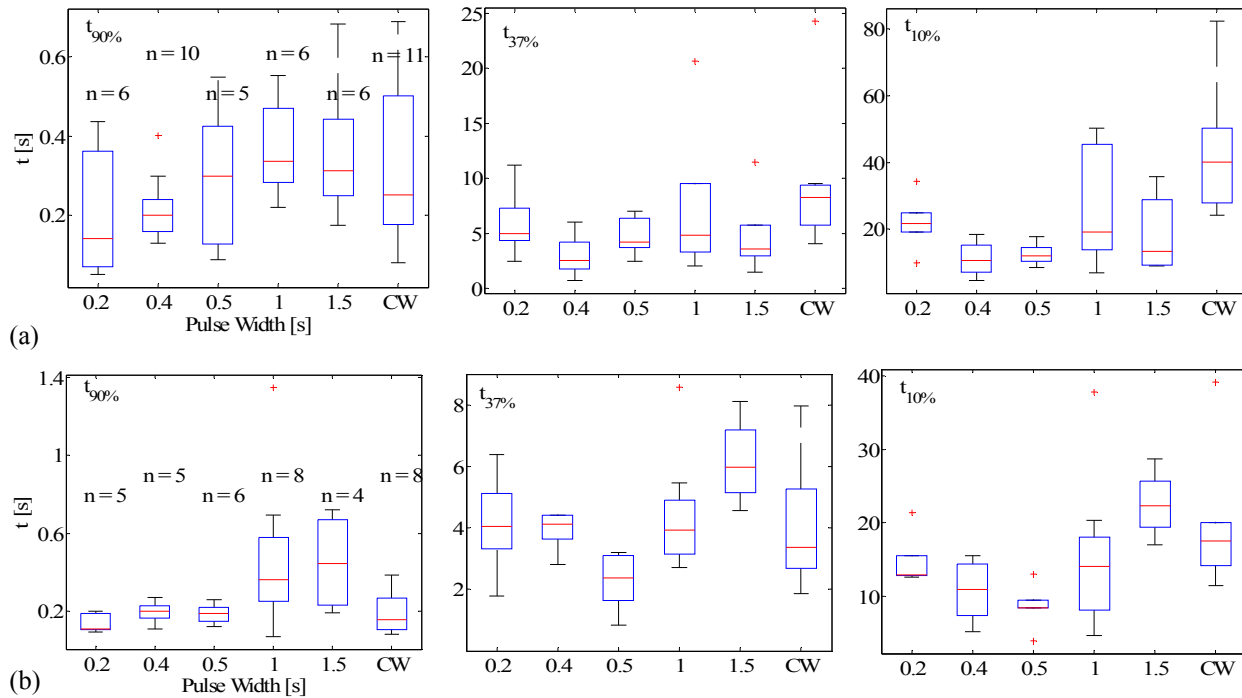 t90%
n=6
n=10
n=5
n=6
n=6
n=11
0.6
0.4
0.2
t [s]
0.2 0.4 0.5 1 1.5 CW
Pulse Width [s]
t37%
25
20
15
10
5
0
0.2 0.4 0.5 1 1.5 CW
t10%
80
60
40
20
0.2 0.4 0.5 1 1.5 CW
(a)
t90%
n=5
n=5
n=6
n=8
n=4
n=8
1.4
1
0.6
0.2
t [s]
0.2 0.4 0.5 1 1.5 CW
Pulse Width [s]
t37%
8
6
4
2
0.2 0.4 0.5 1 1.5 CW
t10%
40
30
20
10
0.2 0.4 0.5 1 1.5 CW
(b)